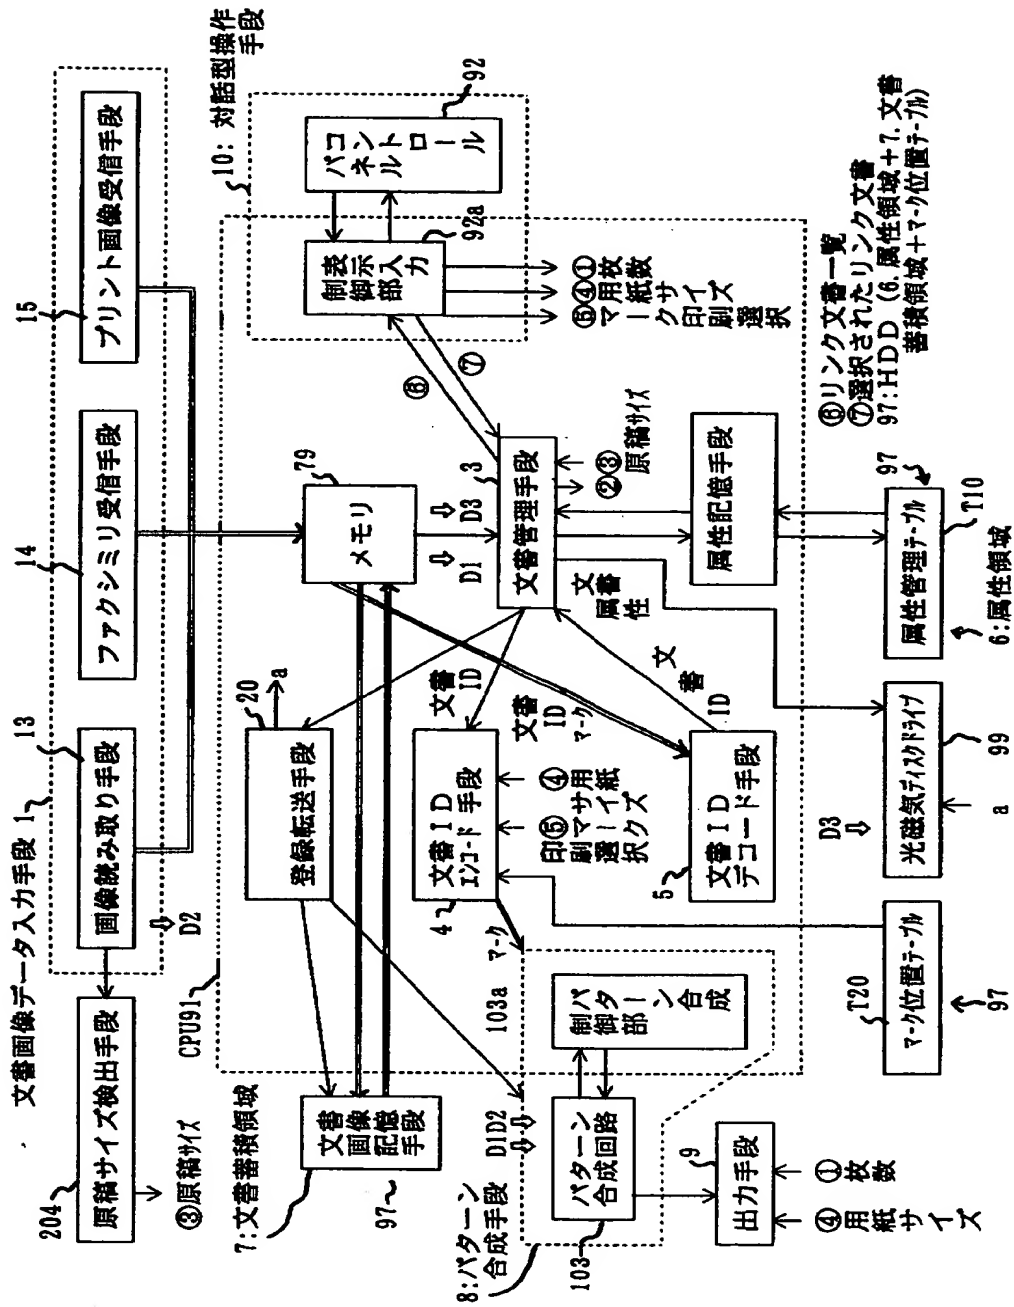 文書画像データ入力手段 1
13
14
15
画像読み取り手段
ファクシミリ受信手段
プリント画像受信手段
204
原稿サイズ検出手段
③原稿サイズ
D2
CPU91
10: 対話型操作
手段
92
コントロール
パネル
92a
表示入力
制御部
①枚数
④用紙サイズ
⑤マーク印刷選択
⑥
⑦
79
メモリ
D1
D3
3
文書管理手段
②
③
原稿サイズ
20
a
登録転送手段
文書
ID
文書
属性
文書
ID
マーク
文書
ID
4
文書ID
エンコード手段
④
用紙
サイズ
⑤マーク
印刷選択
マーク
5
文書ID
デコード手段
属性記憶手段
7:文書蓄積領域
文書
画像
記憶
手段
97
8:パターン
合成手段
103a
パターン合成
制御部
D1D2
パターン
合成回路
103
9
出力手段
①
枚数
④
用紙
サイズ
T20
マーク位置テーブル
97
D3
光磁気ディスクドライブ
99
a
97
T10
属性管理テーブル
6:属性領域
⑥リンク文書一覧
⑦選択されたリンク文書
97:HDD (6.属性領域+7.文書
蓄積領域+マーク位置テーブル)